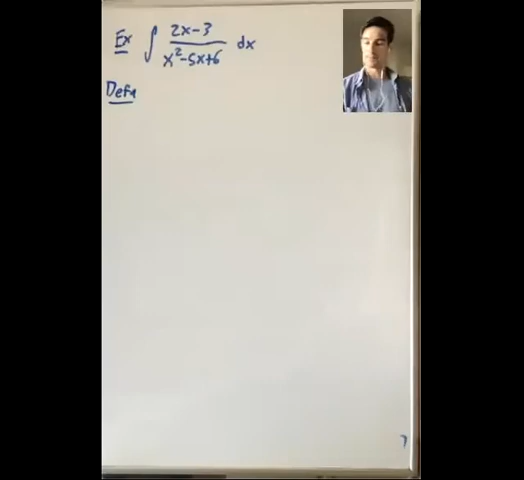 Ex ∫ (2x-3)/(x²-5x+6) dx
Defn
7